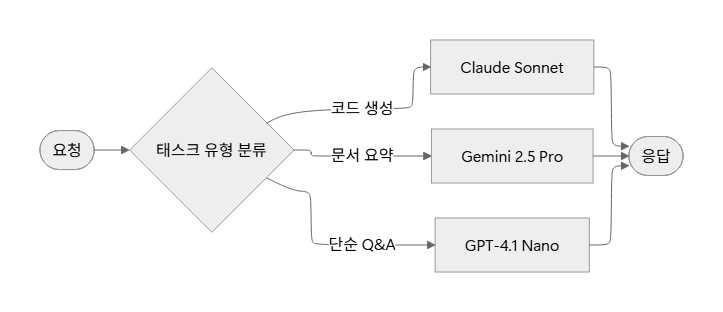 요청
태스크 유형 분류
코드 생성
Claude Sonnet
문서 요약
Gemini 2.5 Pro
단순 Q&A
GPT-4.1 Nano
응답